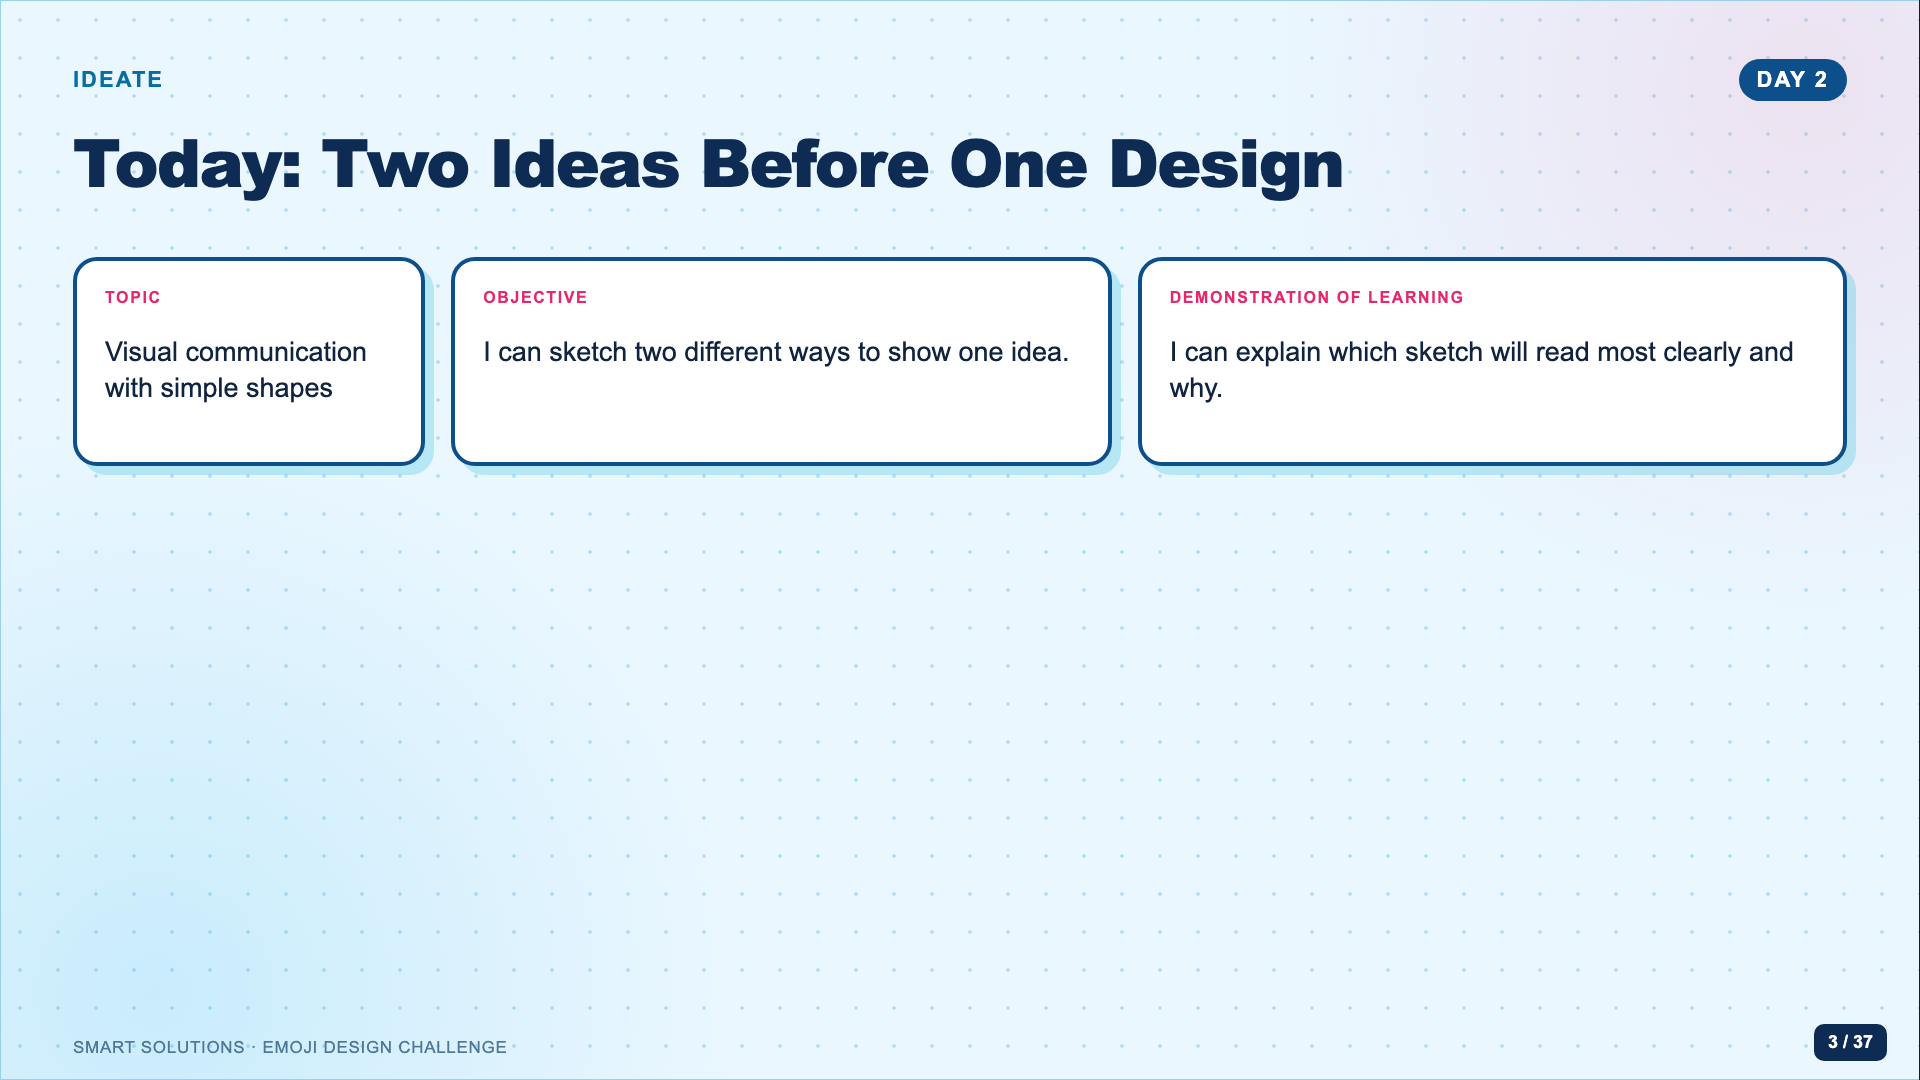 IDEATE
DAY 2
Today: Two Ideas Before One Design
TOPIC
Visual communication
with simple shapes
OBJECTIVE
I can sketch two different ways to show one idea.
DEMONSTRATION OF LEARNING
I can explain which sketch will read most clearly and
why.
SMART SOLUTIONS · EMOJI DESIGN CHALLENGE
3 / 37